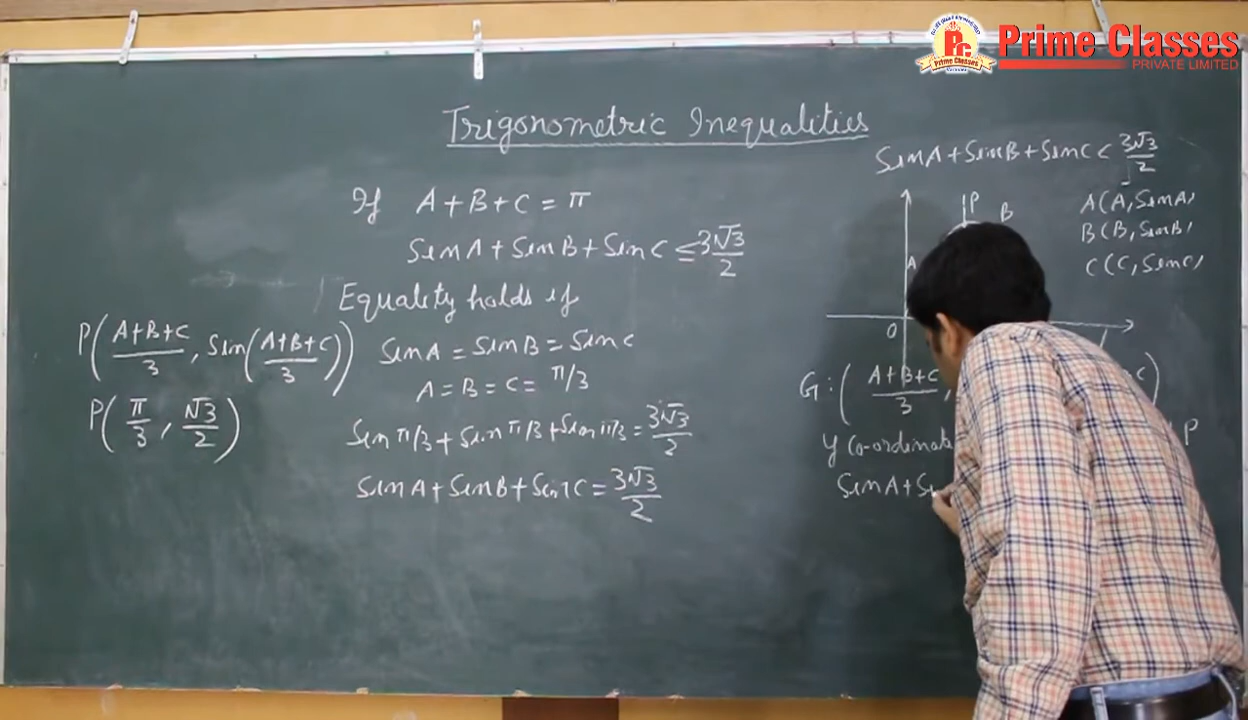 Prime Classes
PRIVATE LIMITED
Trigonometric Inequalities
If A + B + C = π
SinA + SinB + SinC ≤ 3√3/2
Equality holds if
SinA = SinB = SinC
A = B = C = π/3
Sin π/3 + Sin π/3 + Sin π/3 = 3√3/2
SinA + SinB + SinC = 3√3/2
P((A+B+C)/3, Sin((A+B+C)/3))
P(π/3, √3/2)
SinA + SinB + SinC < 3√3/2
P
B
A
O
A(A, SinA)
B(B, SinB)
C(C, SinC)
G : ((A+B+C)/3,
Y Co-ordinate
P
SinA + Si